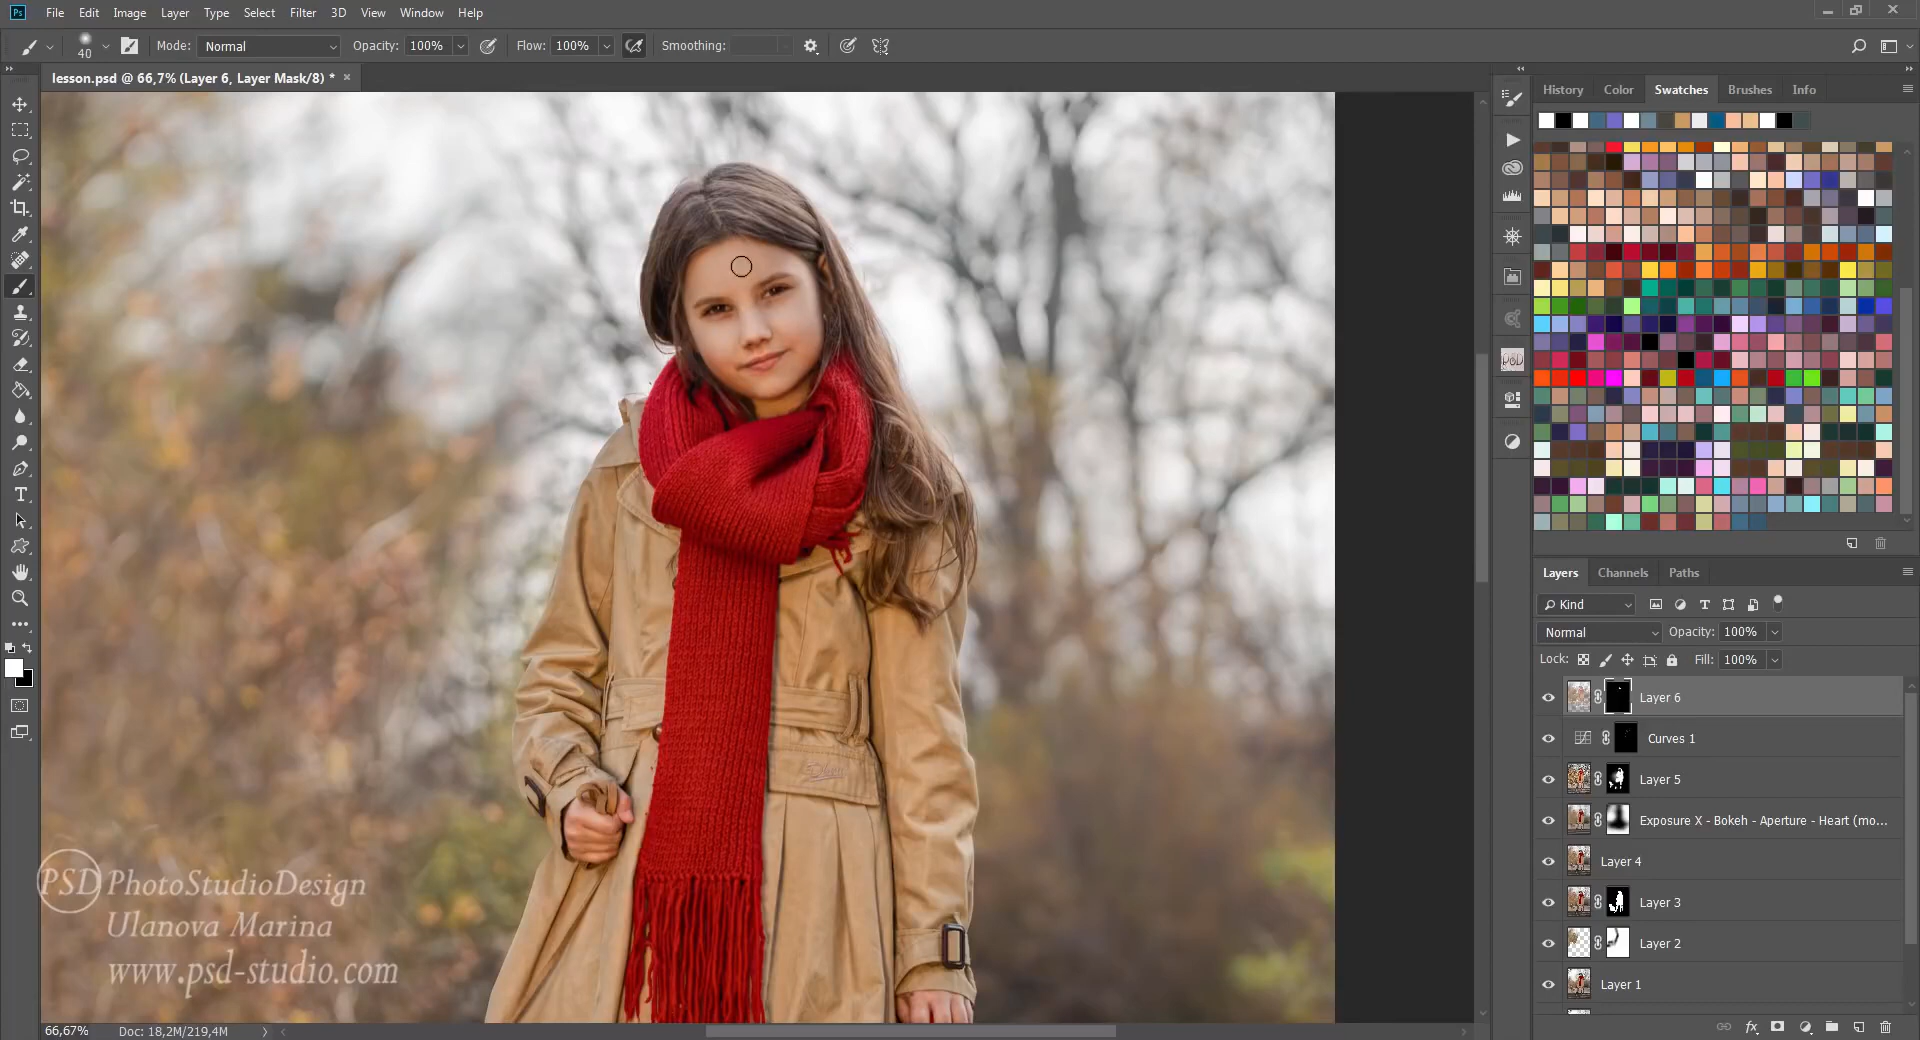 Ps File Edit Image Layer Type Select Filter 3D View Window Help
40 Mode: Normal Opacity: 100% Flow: 100% Smoothing:
lesson.psd @ 66,7% (Layer 6, Layer Mask/8) * ×
History Color Swatches Brushes Info
PSD
Layers Channels Paths
Kind
Normal Opacity: 100%
Lock: Fill: 100%
Layer 6
Curves 1
Layer 5
Exposure X - Bokeh - Aperture - Heart (mo...
Layer 4
Layer 3
Layer 2
Layer 1
PSD PhotoStudioDesign
Ulanova Marina
www.psd-studio.com
66,67% Doc: 18,2M/219,4M
fx